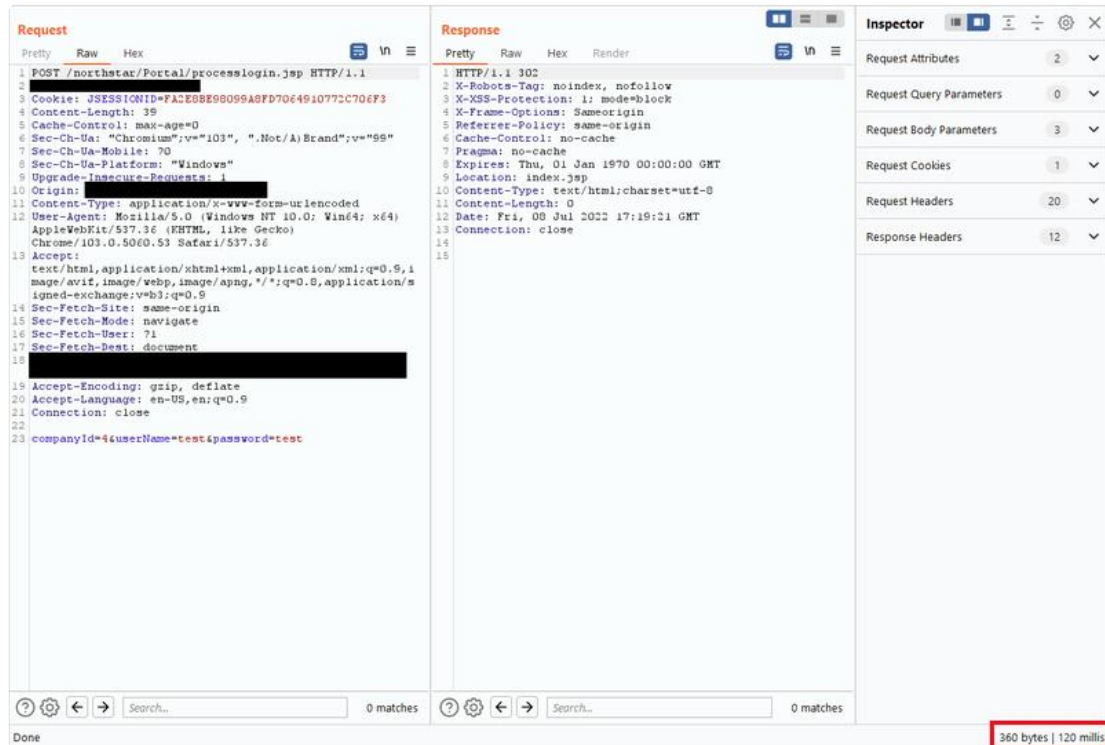 Request
Pretty Raw Hex \n
1 POST /northstar/Portal/processlogin.jsp HTTP/1.1
2
3 Cookie: JSESSIONID=FA2E8BE98099A8FD7064910772C706F3
4 Content-Length: 39
5 Cache-Control: max-age=0
6 Sec-Ch-Ua: "Chromium";v="103", ".Not/A)Brand";v="99"
7 Sec-Ch-Ua-Mobile: ?0
8 Sec-Ch-Ua-Platform: "Windows"
9 Upgrade-Insecure-Requests: 1
10 Origin:
11 Content-Type: application/x-www-form-urlencoded
12 User-Agent: Mozilla/5.0 (Windows NT 10.0; Win64; x64)
AppleWebKit/537.36 (KHTML, like Gecko)
Chrome/103.0.5060.53 Safari/537.36
13 Accept:
text/html,application/xhtml+xml,application/xml;q=0.9,i
mage/avif,image/webp,image/apng,*/*;q=0.8,application/s
igned-exchange;v=b3;q=0.9
14 Sec-Fetch-Site: same-origin
15 Sec-Fetch-Mode: navigate
16 Sec-Fetch-User: ?1
17 Sec-Fetch-Dest: document
18
19 Accept-Encoding: gzip, deflate
20 Accept-Language: en-US,en;q=0.9
21 Connection: close
22
23 companyId=4&userName=test&password=test
Search... 0 matches
Response
Pretty Raw Hex Render \n
1 HTTP/1.1 302
2 X-Robots-Tag: noindex, nofollow
3 X-XSS-Protection: 1; mode=block
4 X-Frame-Options: Sameorigin
5 Referrer-Policy: same-origin
6 Cache-Control: no-cache
7 Pragma: no-cache
8 Expires: Thu, 01 Jan 1970 00:00:00 GMT
9 Location: index.jsp
10 Content-Type: text/html;charset=utf-8
11 Content-Length: 0
12 Date: Fri, 08 Jul 2022 17:19:21 GMT
13 Connection: close
14
15
Search... 0 matches
Inspector
Request Attributes 2
Request Query Parameters 0
Request Body Parameters 3
Request Cookies 1
Request Headers 20
Response Headers 12
Done
360 bytes | 120 millis